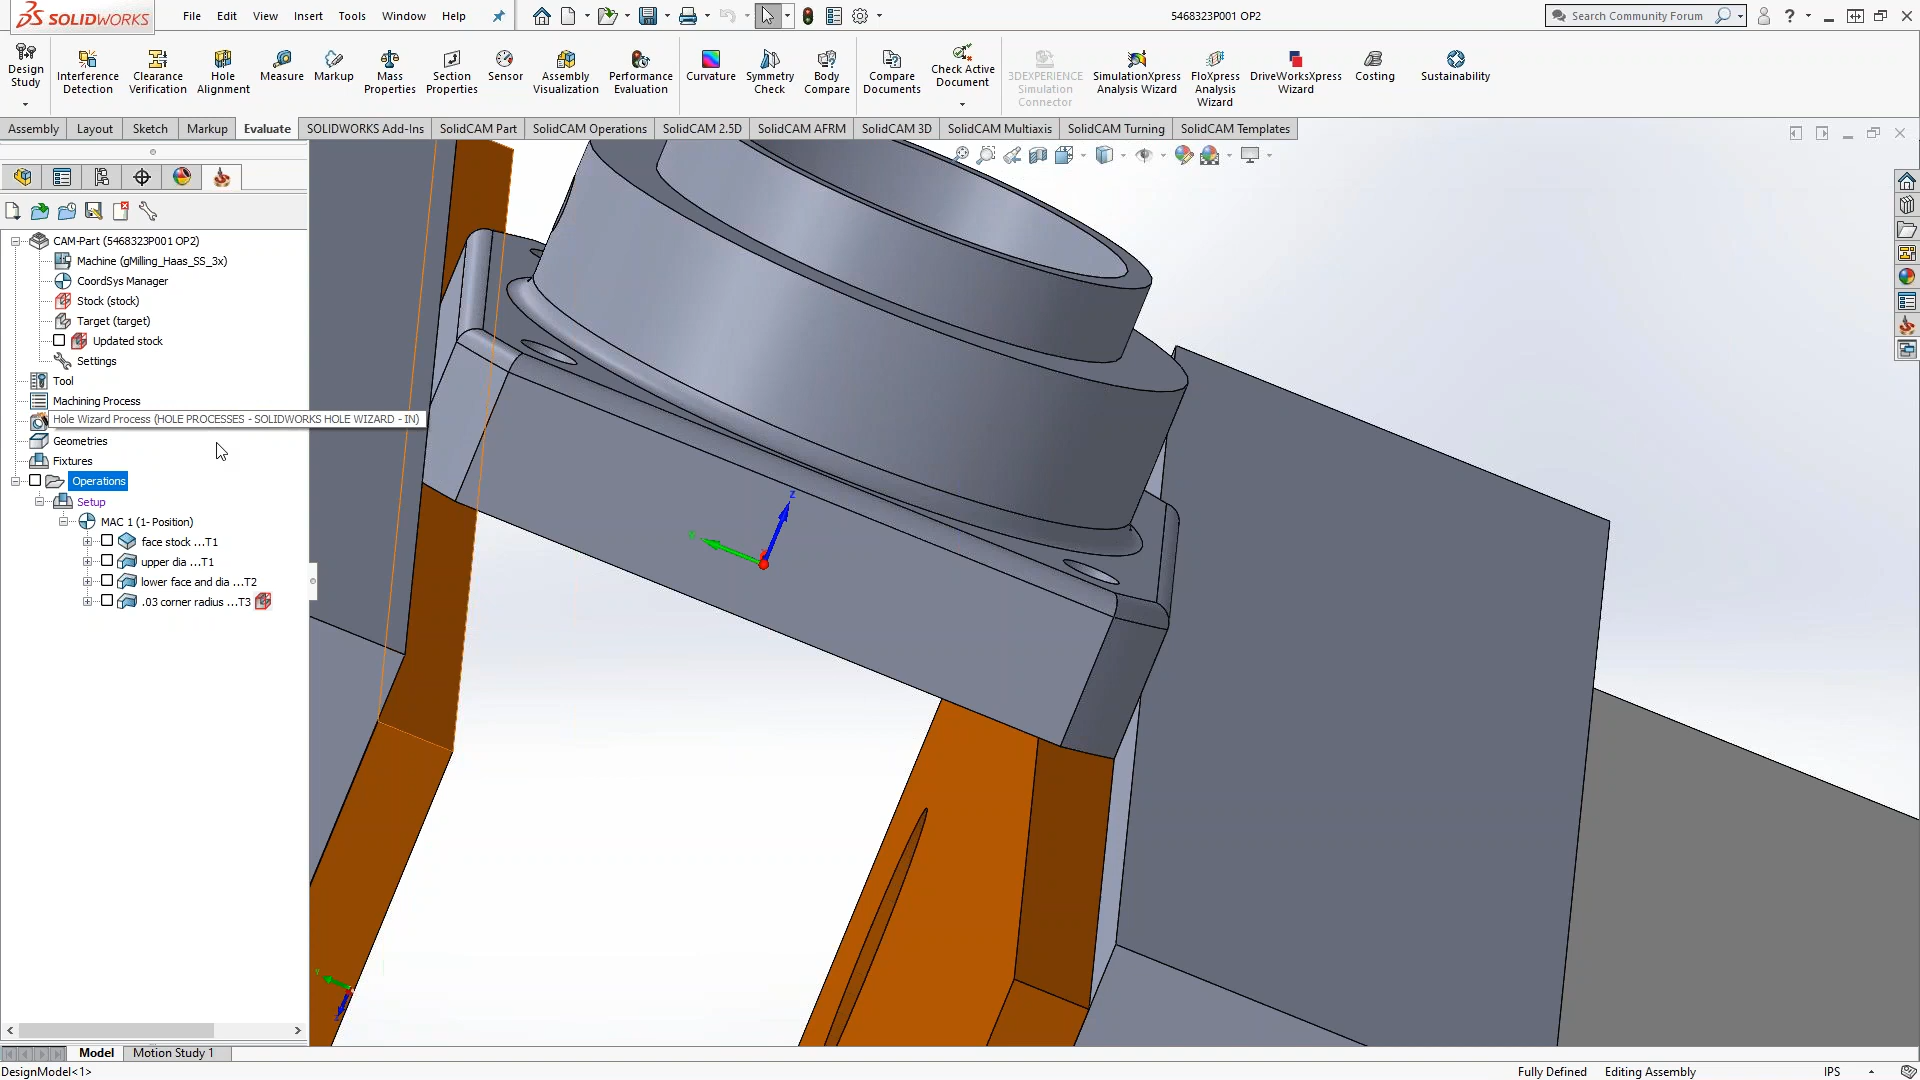 SOLIDWORKS File Edit View Insert Tools Window Help 5468323P001 OP2 Search Community Forum
Design Study
Interference Detection
Clearance Verification
Hole Alignment
Measure
Markup
Mass Properties
Section Properties
Sensor
Assembly Visualization
Performance Evaluation
Curvature
Symmetry Check
Body Compare
Compare Documents
Check Active Document
3DEXPERIENCE Simulation Connector
SimulationXpress Analysis Wizard
FloXpress Analysis Wizard
DriveWorksXpress Wizard
Costing
Sustainability
Assembly Layout Sketch Markup Evaluate SOLIDWORKS Add-Ins SolidCAM Part SolidCAM Operations SolidCAM 2.5D SolidCAM AFRM SolidCAM 3D SolidCAM Multiaxis SolidCAM Turning SolidCAM Templates
CAM-Part (5468323P001 OP2)
Machine (gMilling_Haas_SS_3x)
CoordSys Manager
Stock (stock)
Target (target)
Updated stock
Settings
Tool
Machining Process
Hole Wizard Process (HOLE PROCESSES - SOLIDWORKS HOLE WIZARD - IN)
Geometries
Fixtures
Operations
Setup
MAC 1 (1- Position)
face stock ...T1
upper dia ...T1
lower face and dia ...T2
.03 corner radius ...T3
Z
Model Motion Study 1
DesignModel<1> Fully Defined Editing Assembly IPS